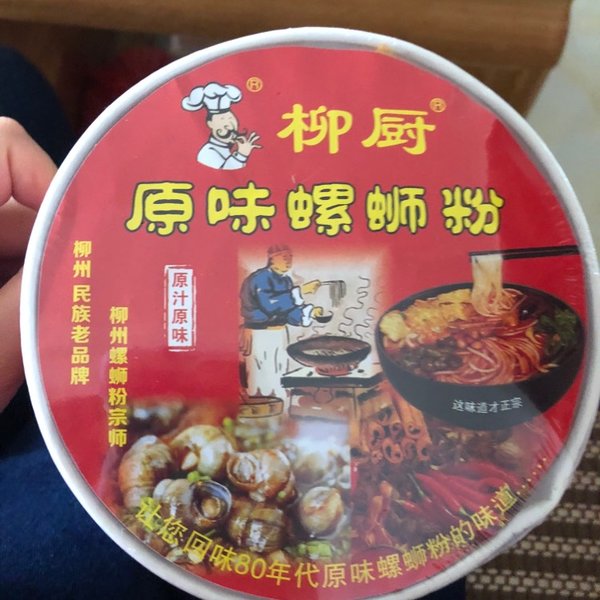 柳厨®
®
原味螺蛳粉
柳州民族老品牌
柳州螺蛳粉宗师
原汁原味
这味道才正宗
让您回味80年代原味螺蛳粉的味道......